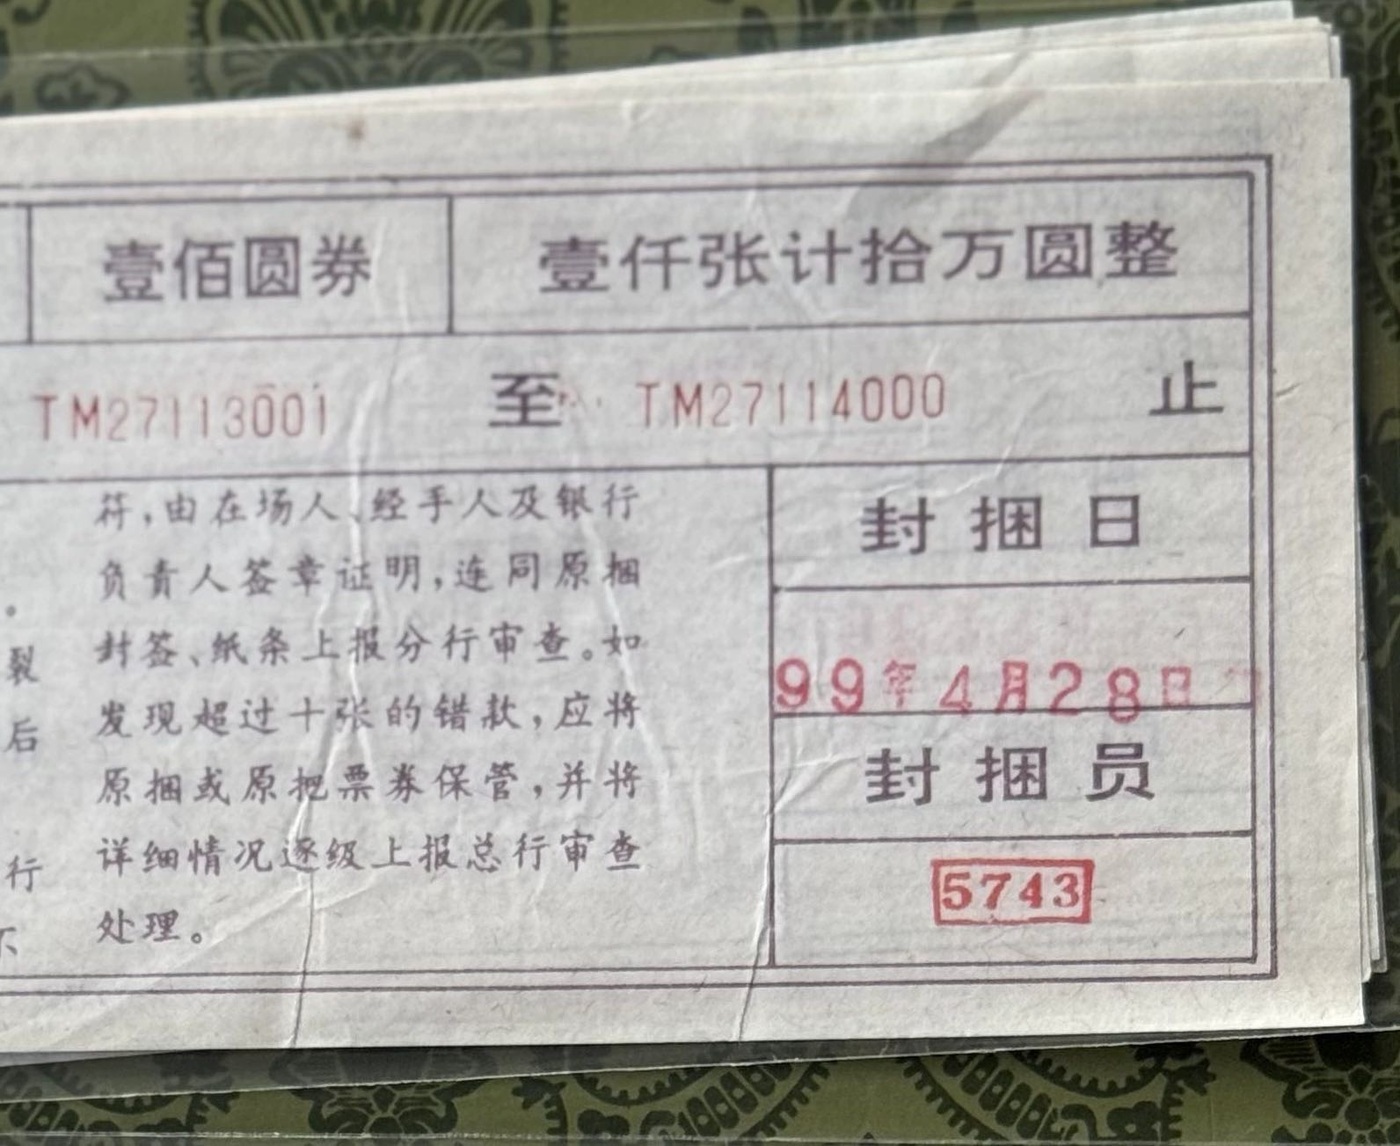 壹佰圆券 壹仟张计拾万圆整
TM27113001 至 TM27114000 止
符,由在场人、经手人及银行
负责人签章证明,连同原捆
封签、纸条上报分行审查。如
发现超过十张的错款,应将
原捆或原把票券保管,并将
详细情况逐级上报总行审查
处理。
。
裂
后
行
不
封捆日
99年4月28日
封捆员
5743